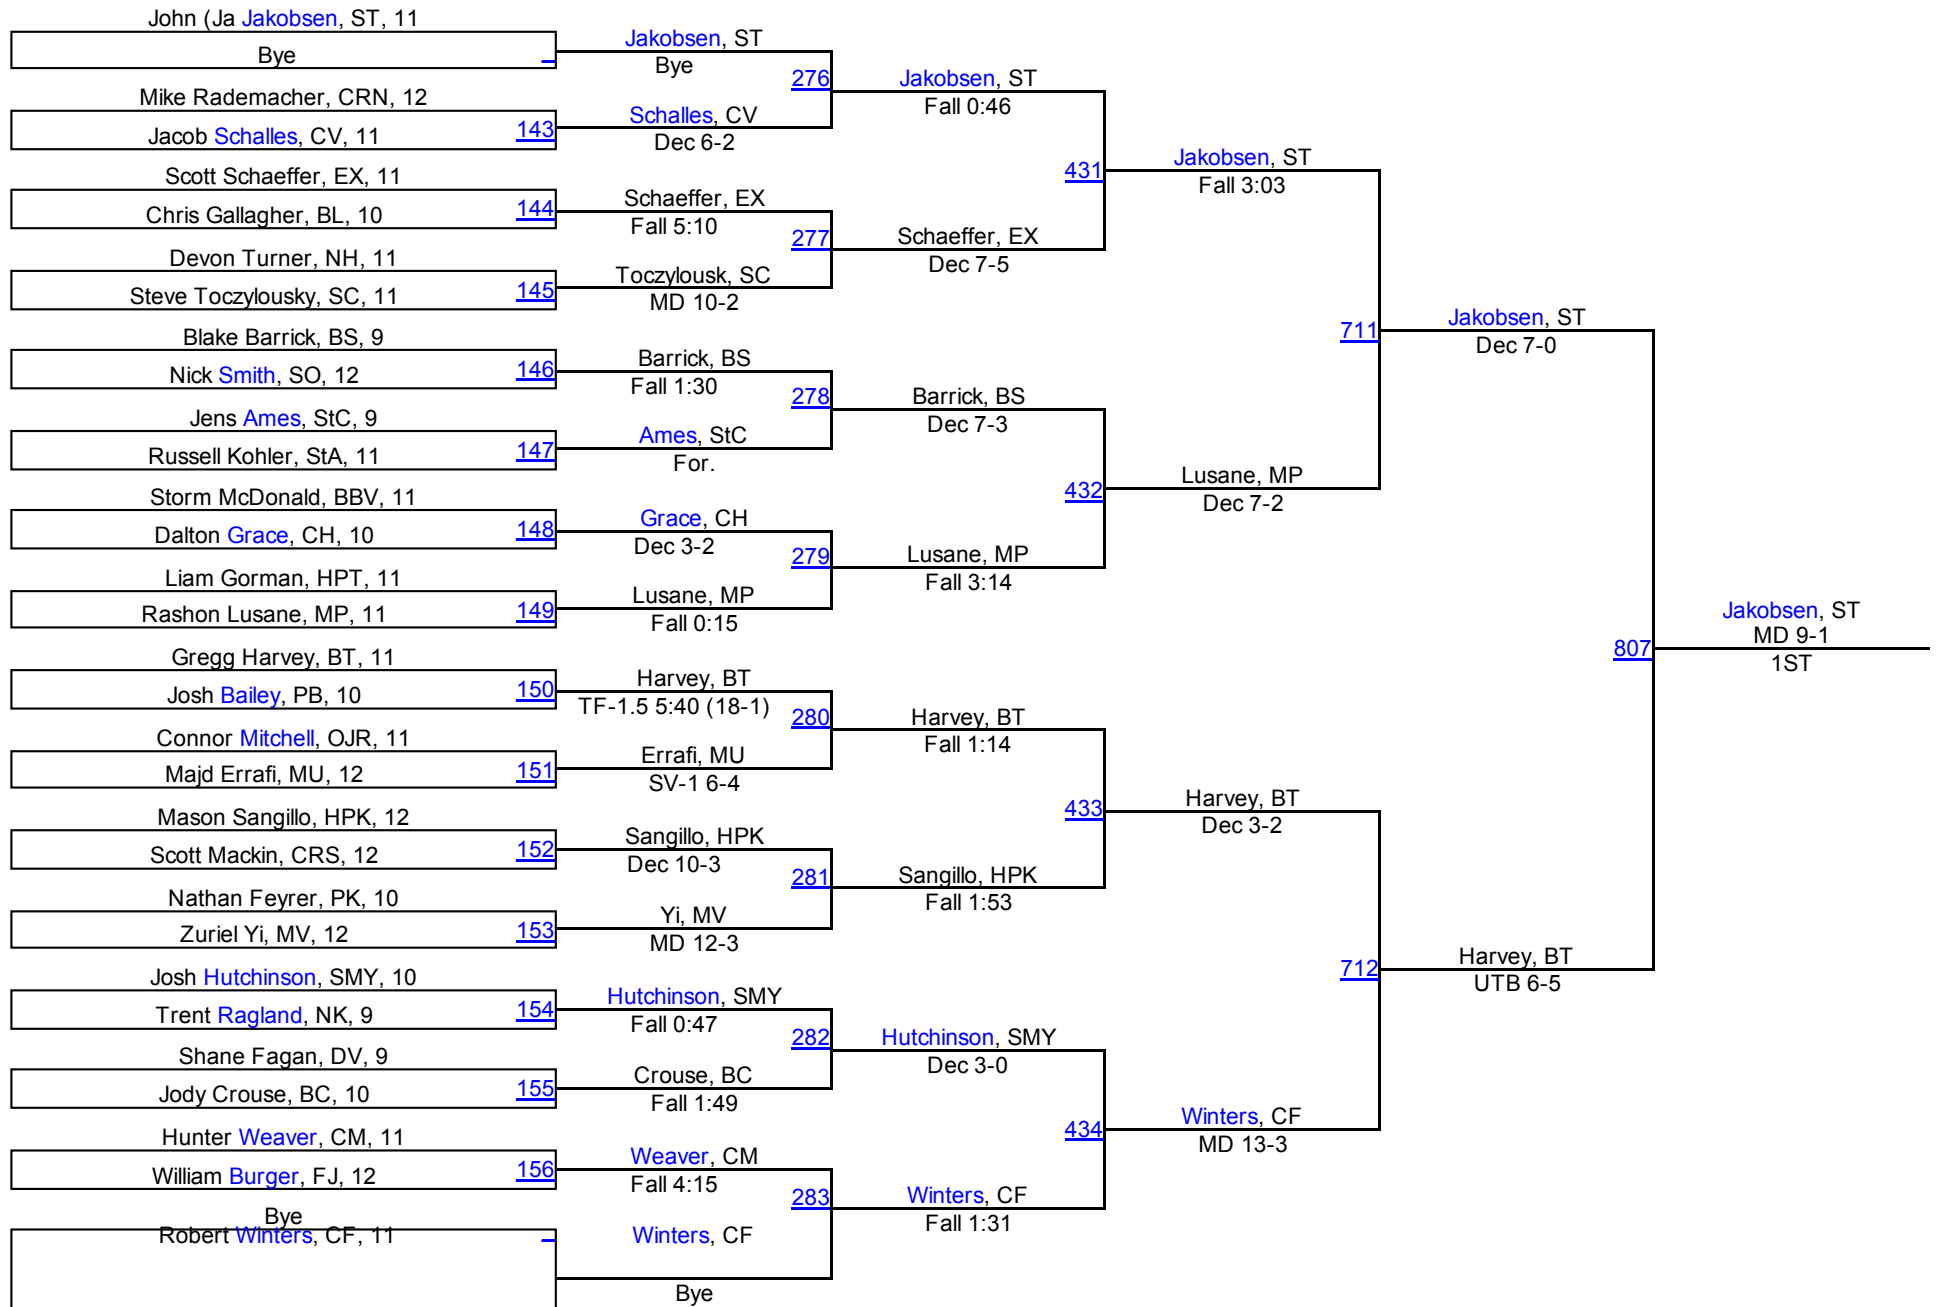 John (Ja Jakobsen, ST, 11
Bye
Mike Rademacher, CRN, 12
Jacob Schalles, CV, 11
143
Scott Schaeffer, EX, 11
Chris Gallagher, BL, 10
144
Devon Turner, NH, 11
Steve Toczylousky, SC, 11
145
Blake Barrick, BS, 9
Nick Smith, SO, 12
146
Jens Ames, StC, 9
Russell Kohler, StA, 11
147
Storm McDonald, BBV, 11
Dalton Grace, CH, 10
148
Liam Gorman, HPT, 11
Rashon Lusane, MP, 11
149
Gregg Harvey, BT, 11
Josh Bailey, PB, 10
150
Connor Mitchell, OJR, 11
Majd Errafi, MU, 12
151
Mason Sangillo, HPK, 12
Scott Mackin, CRS, 12
152
Nathan Feyrer, PK, 10
Zuriel Yi, MV, 12
153
Josh Hutchinson, SMY, 10
Trent Ragland, NK, 9
154
Shane Fagan, DV, 9
Jody Crouse, BC, 10
155
Hunter Weaver, CM, 11
William Burger, FJ, 12
156
Bye
Robert Winters, CF, 11
Jakobsen, ST
Bye
276
Schalles, CV
Dec 6-2
Schaeffer, EX
Fall 5:10
277
Toczylousk, SC
MD 10-2
Barrick, BS
Fall 1:30
278
Ames, StC
For.
Grace, CH
Dec 3-2
279
Lusane, MP
Fall 0:15
Harvey, BT
TF-1.5 5:40 (18-1)
280
Errafi, MU
SV-1 6-4
Sangillo, HPK
Dec 10-3
281
Yi, MV
MD 12-3
Hutchinson, SMY
Fall 0:47
282
Crouse, BC
Fall 1:49
Weaver, CM
Fall 4:15
283
Winters, CF
Bye
Jakobsen, ST
Fall 0:46
431
Schaeffer, EX
Dec 7-5
Barrick, BS
Dec 7-3
432
Lusane, MP
Fall 3:14
Harvey, BT
Fall 1:14
433
Sangillo, HPK
Fall 1:53
Hutchinson, SMY
Dec 3-0
434
Winters, CF
Fall 1:31
Jakobsen, ST
Fall 3:03
711
Lusane, MP
Dec 7-2
Harvey, BT
Dec 3-2
712
Winters, CF
MD 13-3
Jakobsen, ST
Dec 7-0
807
Harvey, BT
UTB 6-5
Jakobsen, ST
MD 9-1
1ST